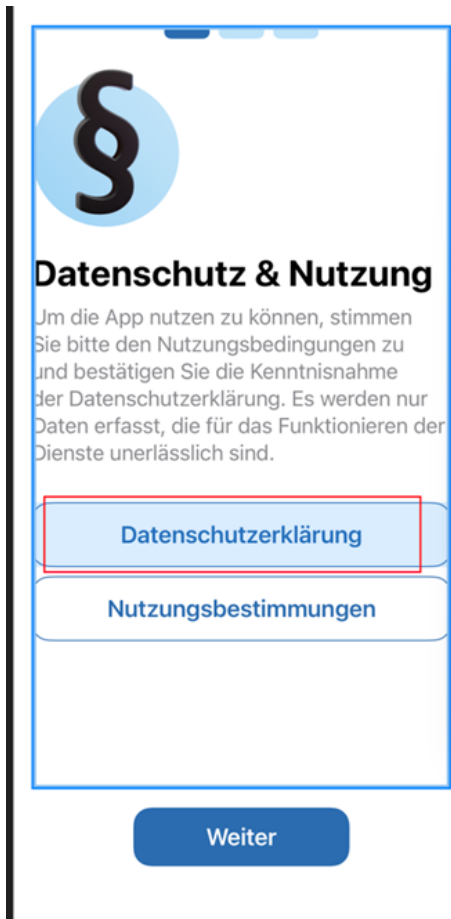 §
Datenschutz & Nutzung
Um die App nutzen zu können, stimmen
Sie bitte den Nutzungsbedingungen zu
und bestätigen Sie die Kenntnisnahme
der Datenschutzerklärung. Es werden nur
Daten erfasst, die für das Funktionieren der
Dienste unerlässlich sind.
Datenschutzerklärung
Nutzungsbestimmungen
Weiter